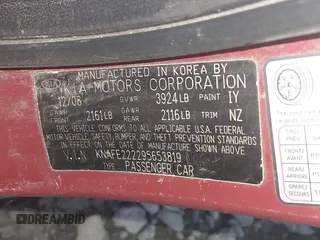 MANUFACTURED IN KOREA BY
KIA MOTORS CORPORATION
12/08 GVWR 3924LB PAINT IY
GAWR FRONT 2161LB GAWR REAR 2116LB TRIM NZ
THIS VEHICLE CONFORMS TO ALL APPLICABLE U.S.A. FEDERAL
MOTOR VEHICLE SAFETY, BUMPER, AND THEFT PREVENTION STANDARDS
IN EFFECT ON THE DATE OF MANUFACTURE SHOWN ABOVE.
V.I.N. KNAFE222295653819
TYPE PASSENGER CAR
DREAMBID